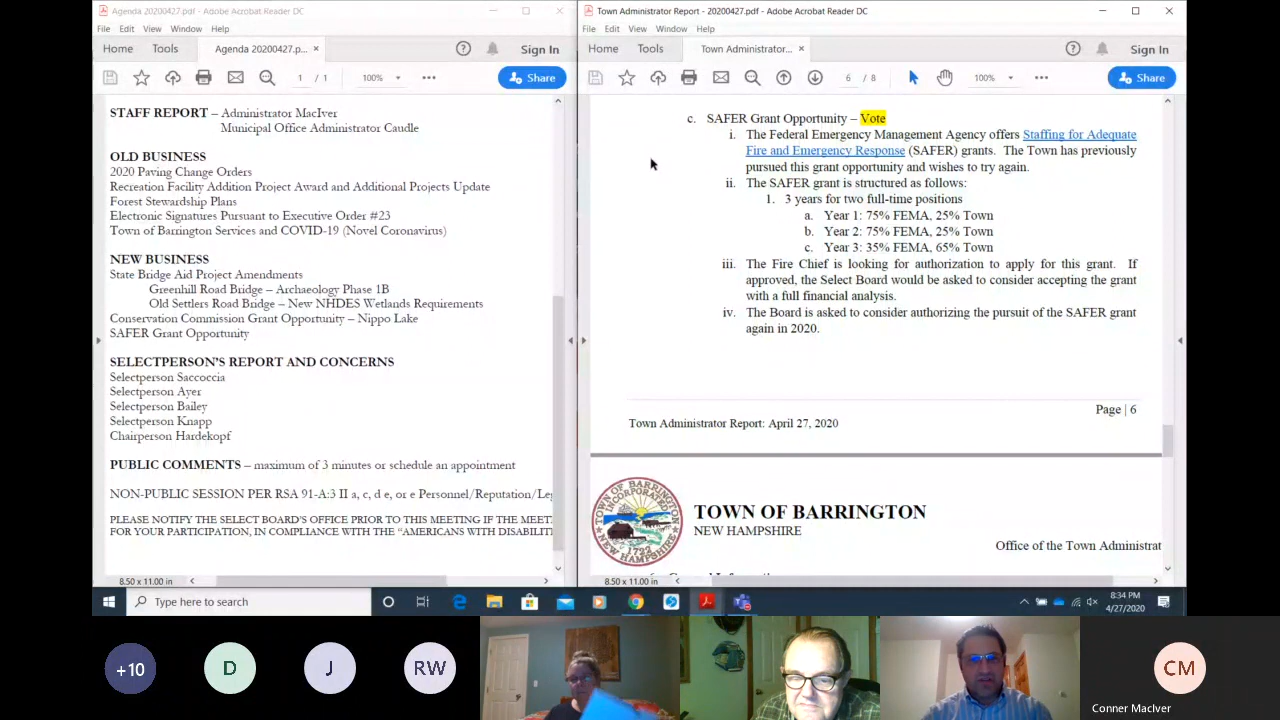 Agenda 20200427.pdf - Adobe Acrobat Reader DC
File Edit View Window Help
Home Tools Agenda 20200427.p... × Sign In
1 / 1 100% Share
STAFF REPORT – Administrator MacIver
Municipal Office Administrator Caudle
OLD BUSINESS
2020 Paving Change Orders
Recreation Facility Addition Project Award and Additional Projects Update
Forest Stewardship Plans
Electronic Signatures Pursuant to Executive Order #23
Town of Barrington Services and COVID-19 (Novel Coronavirus)
NEW BUSINESS
State Bridge Aid Project Amendments
Greenhill Road Bridge – Archaeology Phase 1B
Old Settlers Road Bridge – New NHDES Wetlands Requirements
Conservation Commission Grant Opportunity – Nippo Lake
SAFER Grant Opportunity
SELECTPERSON'S REPORT AND CONCERNS
Selectperson Saccoccia
Selectperson Ayer
Selectperson Bailey
Selectperson Knapp
Chairperson Hardekopf
PUBLIC COMMENTS – maximum of 3 minutes or schedule an appointment
NON-PUBLIC SESSION PER RSA 91-A:3 II a, c, d e, or e Personnel/Reputation/Leg
PLEASE NOTIFY THE SELECT BOARD'S OFFICE PRIOR TO THIS MEETING IF THE MEET
FOR YOUR PARTICIPATION, IN COMPLIANCE WITH THE "AMERICANS WITH DISABILIT
8.50 x 11.00 in
Town Administrator Report - 20200427.pdf - Adobe Acrobat Reader DC
File Edit View Window Help
Home Tools Town Administrator... × Sign In
6 / 8 100% Share
c. SAFER Grant Opportunity – Vote
i. The Federal Emergency Management Agency offers Staffing for Adequate
Fire and Emergency Response (SAFER) grants. The Town has previously
pursued this grant opportunity and wishes to try again.
ii. The SAFER grant is structured as follows:
1. 3 years for two full-time positions
a. Year 1: 75% FEMA, 25% Town
b. Year 2: 75% FEMA, 25% Town
c. Year 3: 35% FEMA, 65% Town
iii. The Fire Chief is looking for authorization to apply for this grant. If
approved, the Select Board would be asked to consider accepting the grant
with a full financial analysis.
iv. The Board is asked to consider authorizing the pursuit of the SAFER grant
again in 2020.
Page | 6
Town Administrator Report: April 27, 2020
TOWN OF BARRINGTON
INCORPORATED
1722
NEW HAMPSHIRE
TOWN OF BARRINGTON
NEW HAMPSHIRE
Office of the Town Administrat
8.50 x 11.00 in
Type here to search
8:34 PM
4/27/2020
+10 D J RW CM
Conner MacIver